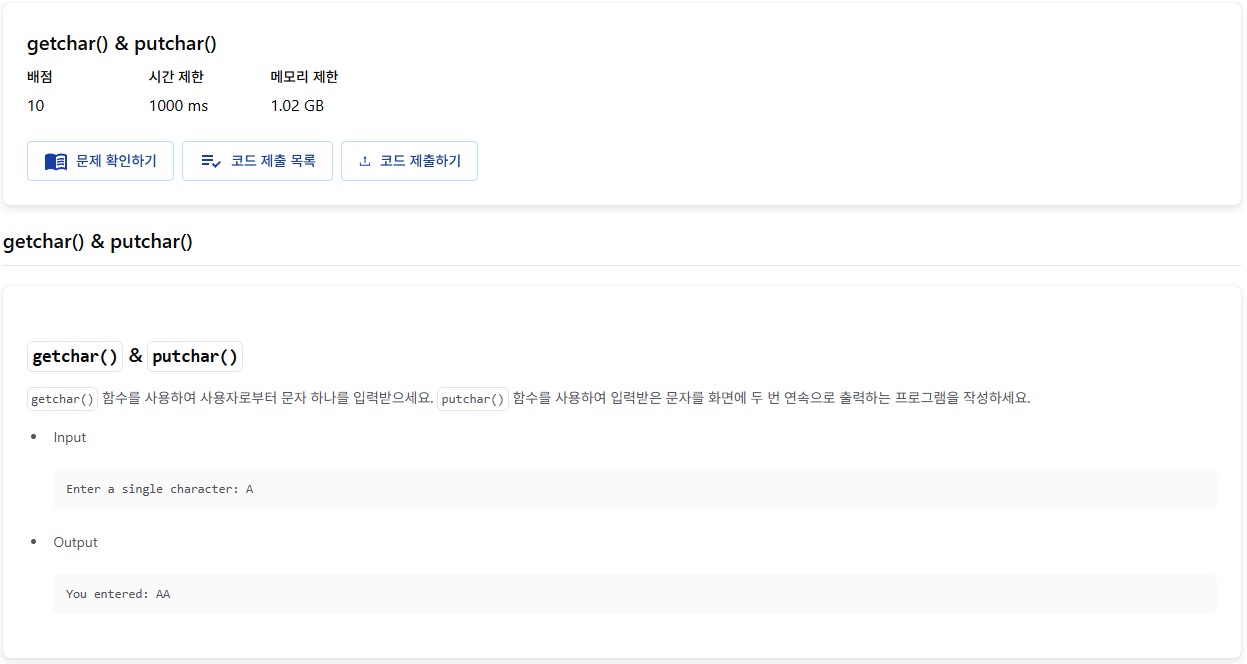 getchar() & putchar()
배점 시간 제한 메모리 제한
10 1000 ms 1.02 GB
문제 확인하기 코드 제출 목록 코드 제출하기
getchar() & putchar()
getchar() & putchar()
getchar() 함수를 사용하여 사용자로부터 문자 하나를 입력받으세요. putchar() 함수를 사용하여 입력받은 문자를 화면에 두 번 연속으로 출력하는 프로그램을 작성하세요.
• Input
Enter a single character: A
• Output
You entered: AA